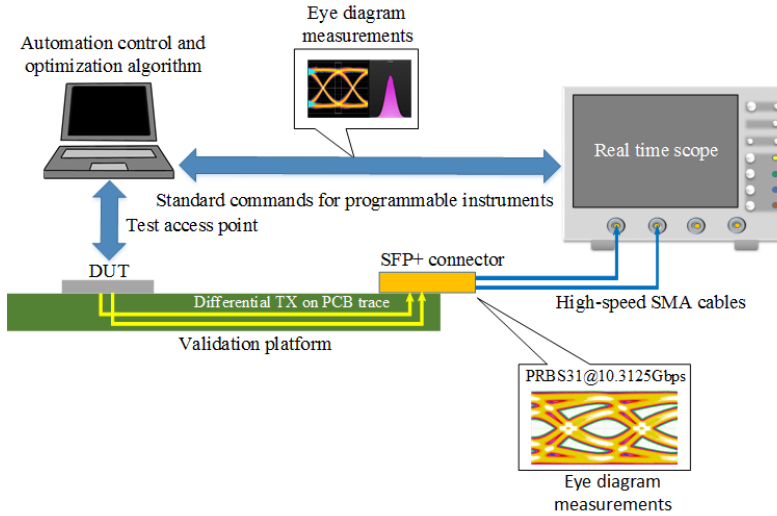 Eye diagram
measurements
Automation control and
optimization algorithm
Real time scope
Standard commands for programmable instruments
Test access point
DUT
SFP+ connector
Differential TX on PCB trace
High-speed SMA cables
Validation platform
PRBS31@10.3125Gbps
Eye diagram
measurements